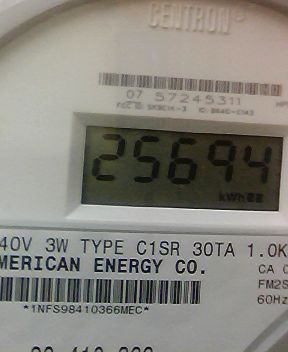 CENTRON®
07 57245311
25694
kWh
40V 3W TYPE C1SR 30TA 1.0K
MERICAN ENERGY CO.
CA 0
FM2S
60Hz
*1NFS98410366MEC*